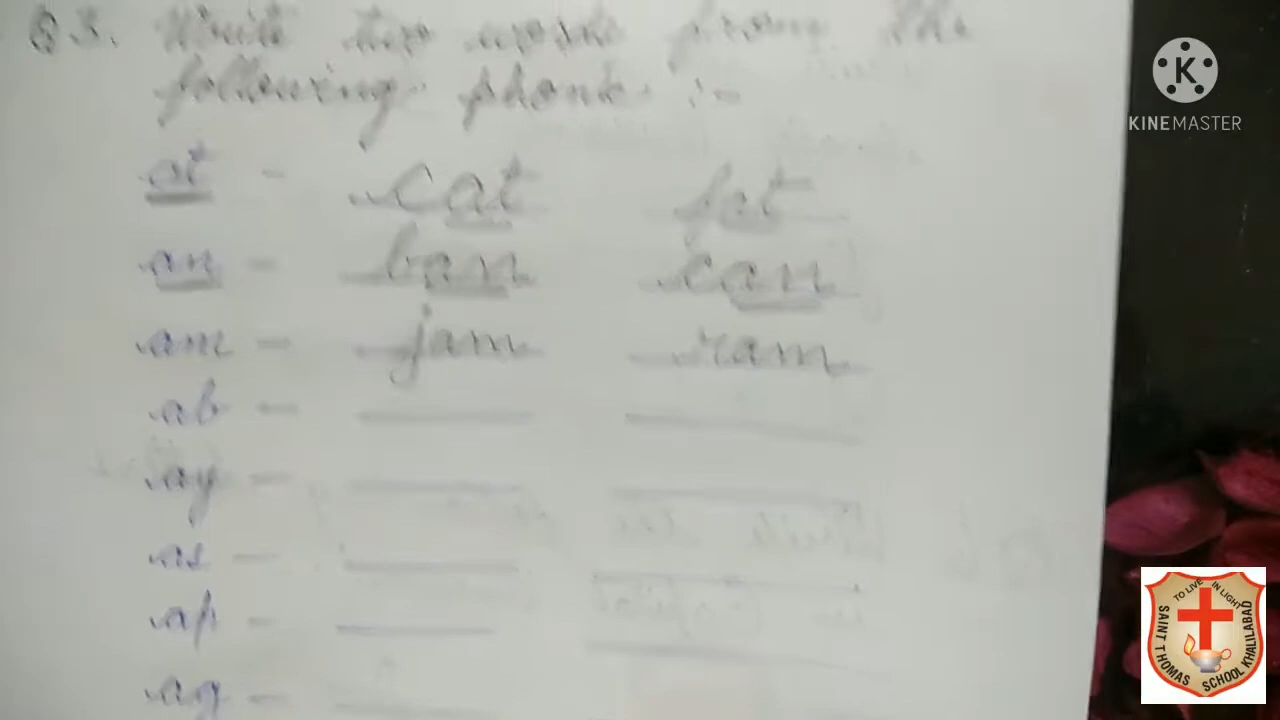 Q3. Write two words from the
following phonic :-
at - cat fat
an - ban can
am - jam ram
ab -
ay -
as -
ap -
ag -
KINEMASTER
TO LIVE IN LIGHT
SAINT THOMAS SCHOOL KHALILABAD